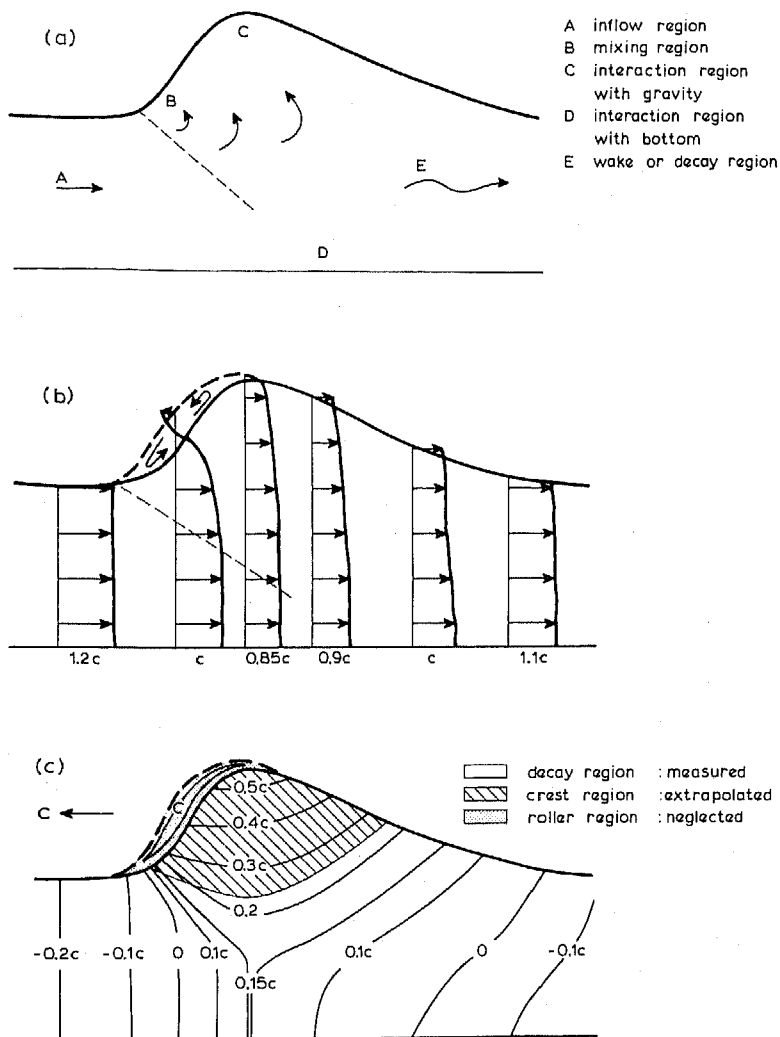 (a)
C
B
A
E
D
A inflow region
B mixing region
C interaction region
with gravity
D interaction region
with bottom
E wake or decay region
(b)
1.2c
c
0.85c
0.9c
c
1.1c
(c)
C
C
0.5c
0.4c
0.3c
0.2
-0.2c
-0.1c
0
0.1c
0.15c
0.1c
0
-0.1c
decay region : measured
crest region : extrapolated
roller region : neglected